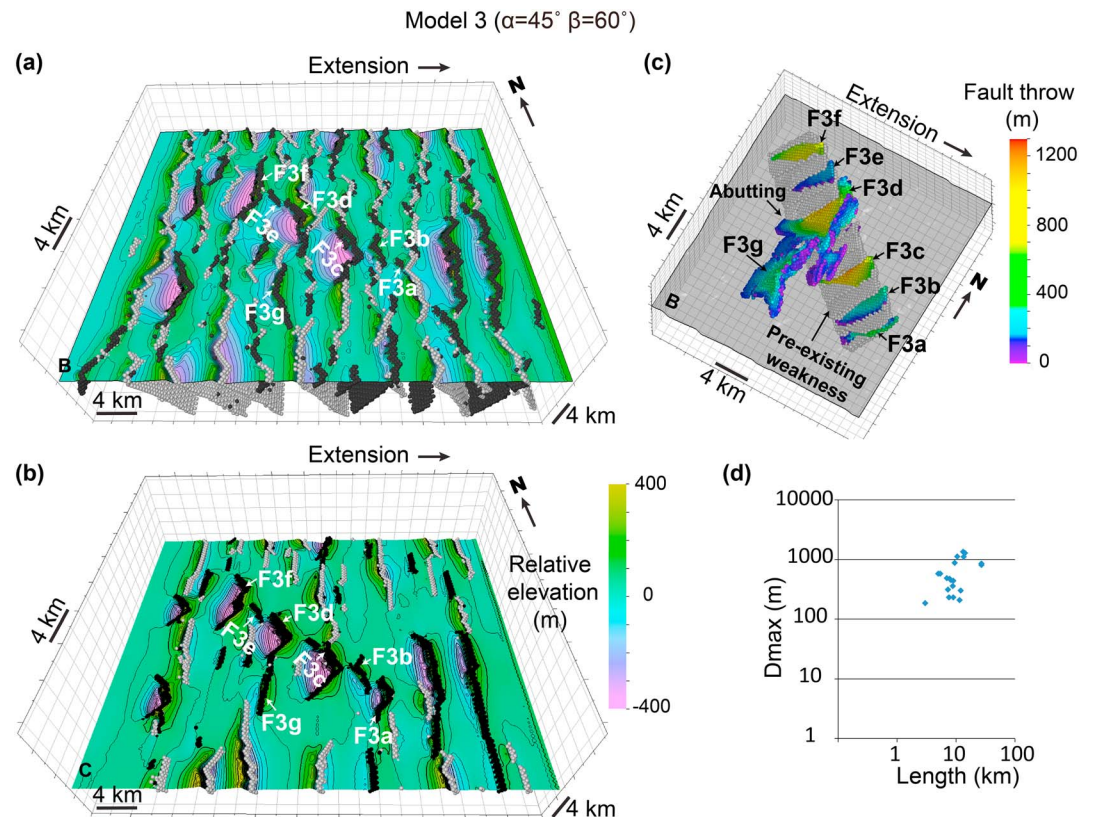 Model 3 (α=45° β=60°)
(a)
Extension
N
F3f
F3d
F3e
F3c
F3b
F3a
F3g
4 km
B
4 km
4 km
(b)
Extension
N
F3f
F3d
F3e
F3c
F3b
F3g
F3a
4 km
C
4 km
4 km
400
Relative
elevation
(m)
0
-400
(c)
Extension
Fault throw
(m)
1200
800
400
0
F3f
F3e
F3d
Abutting
F3g
F3c
F3b
F3a
Pre-existing
weakness
4 km
4 km
B
N
(d)
Dmax (m)
10000
1000
100
10
1
1
10
100
Length (km)